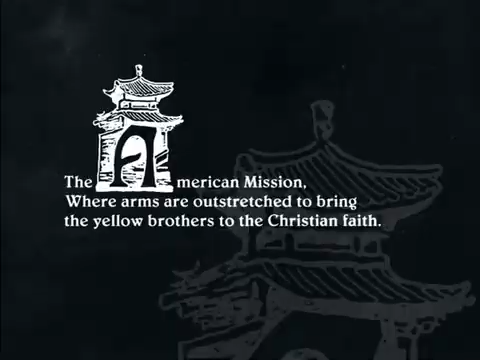 The American Mission,
Where arms are outstretched to bring
the yellow brothers to the Christian faith.